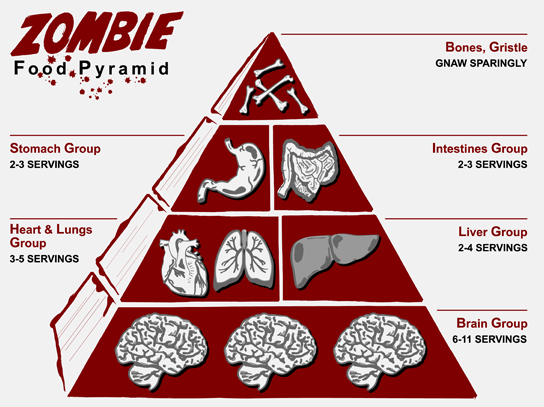 ZOMBIE
Food Pyramid
Bones, Gristle
GNAW SPARINGLY
Stomach Group
2-3 SERVINGS
Intestines Group
2-3 SERVINGS
Heart & Lungs
Group
3-5 SERVINGS
Liver Group
2-4 SERVINGS
Brain Group
6-11 SERVINGS